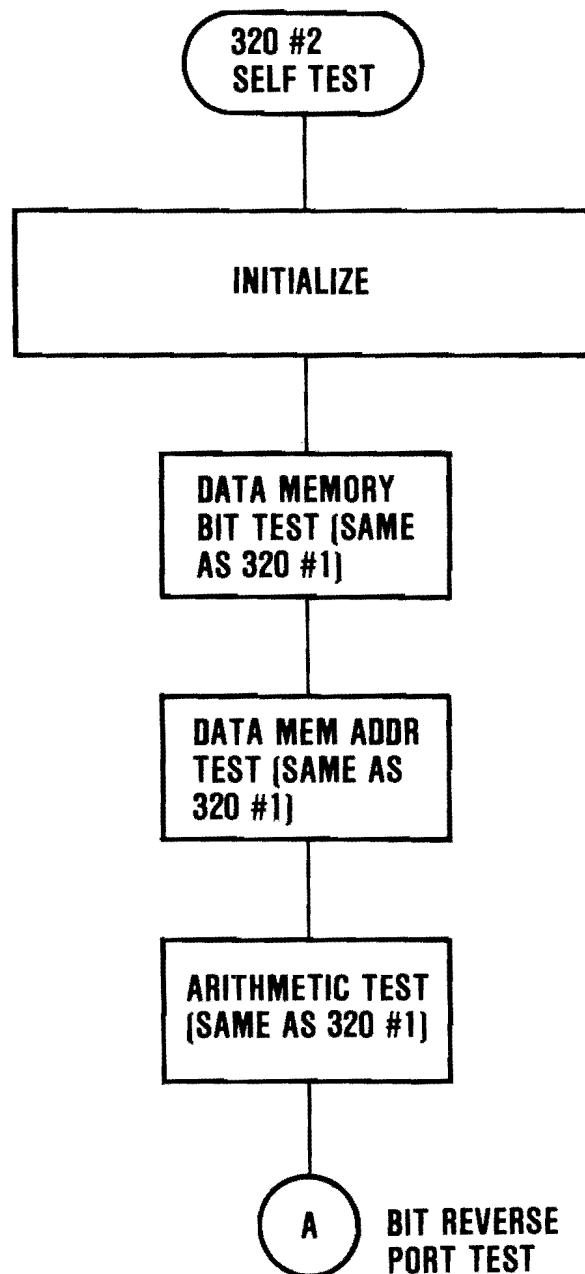 320 #2
SELF TEST
INITIALIZE
DATA MEMORY
BIT TEST (SAME
AS 320 #1)
DATA MEM ADDR
TEST (SAME AS
320 #1)
ARITHMETIC TEST
(SAME AS 320 #1)
A
BIT REVERSE
PORT TEST